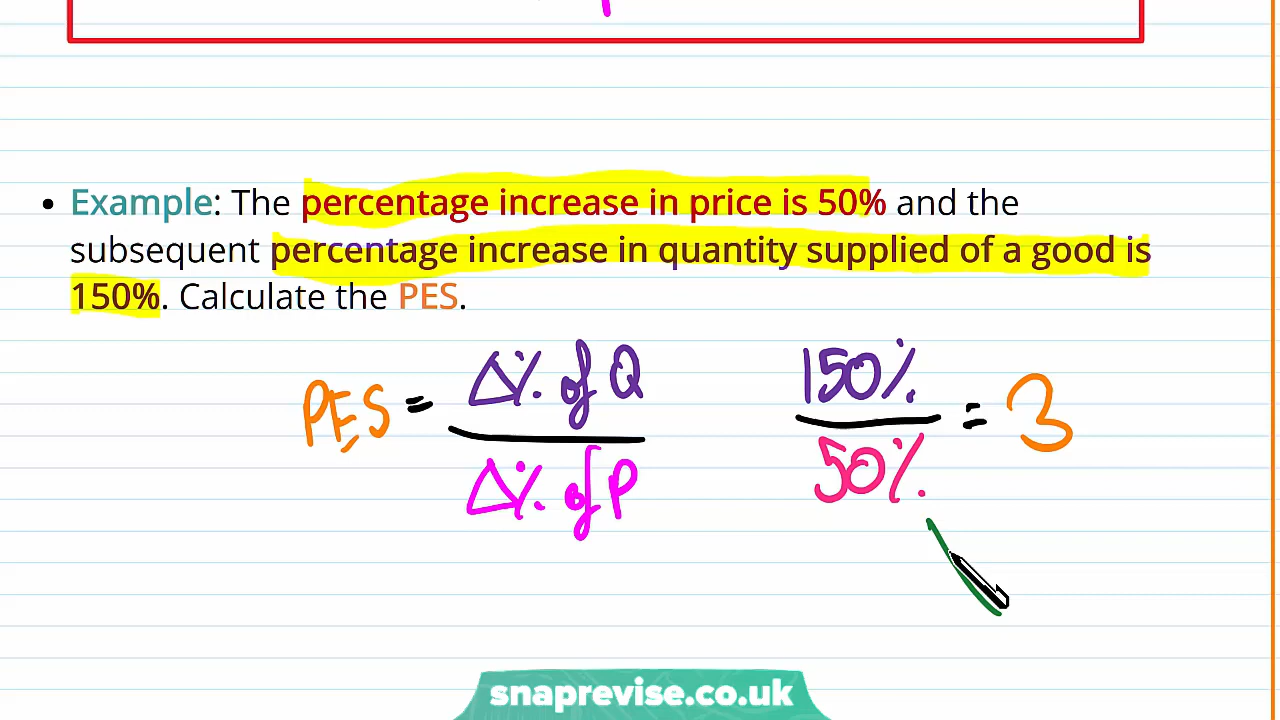 • Example: The percentage increase in price is 50% and the
subsequent percentage increase in quantity supplied of a good is
150%. Calculate the PES.
PES = Δ% of Q / Δ% of P 150% / 50% = 3
snaprevise.co.uk